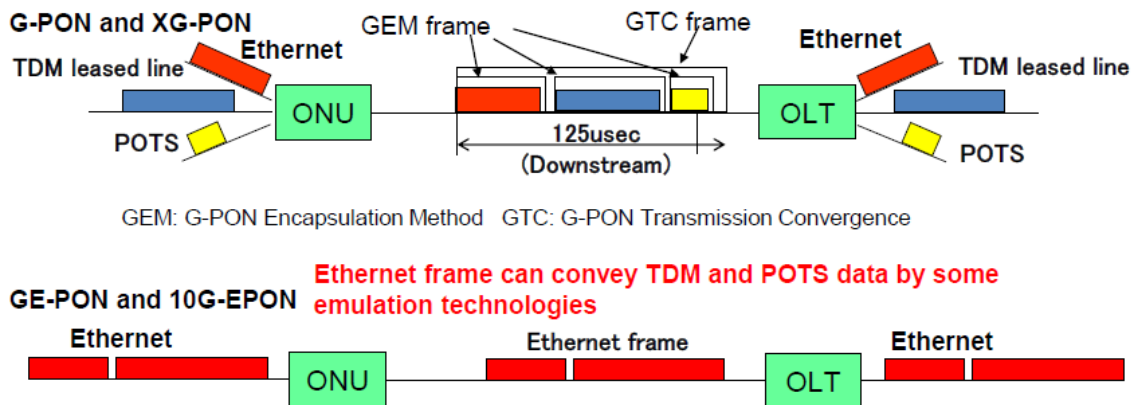 G-PON and XG-PON
GEM frame
GTC frame
Ethernet
Ethernet
TDM leased line
TDM leased line
ONU
OLT
POTS
125usec
(Downstream)
POTS
GEM: G-PON Encapsulation Method GTC: G-PON Transmission Convergence
Ethernet frame can convey TDM and POTS data by some
emulation technologies
GE-PON and 10G-EPON
Ethernet
Ethernet frame
Ethernet
ONU
OLT